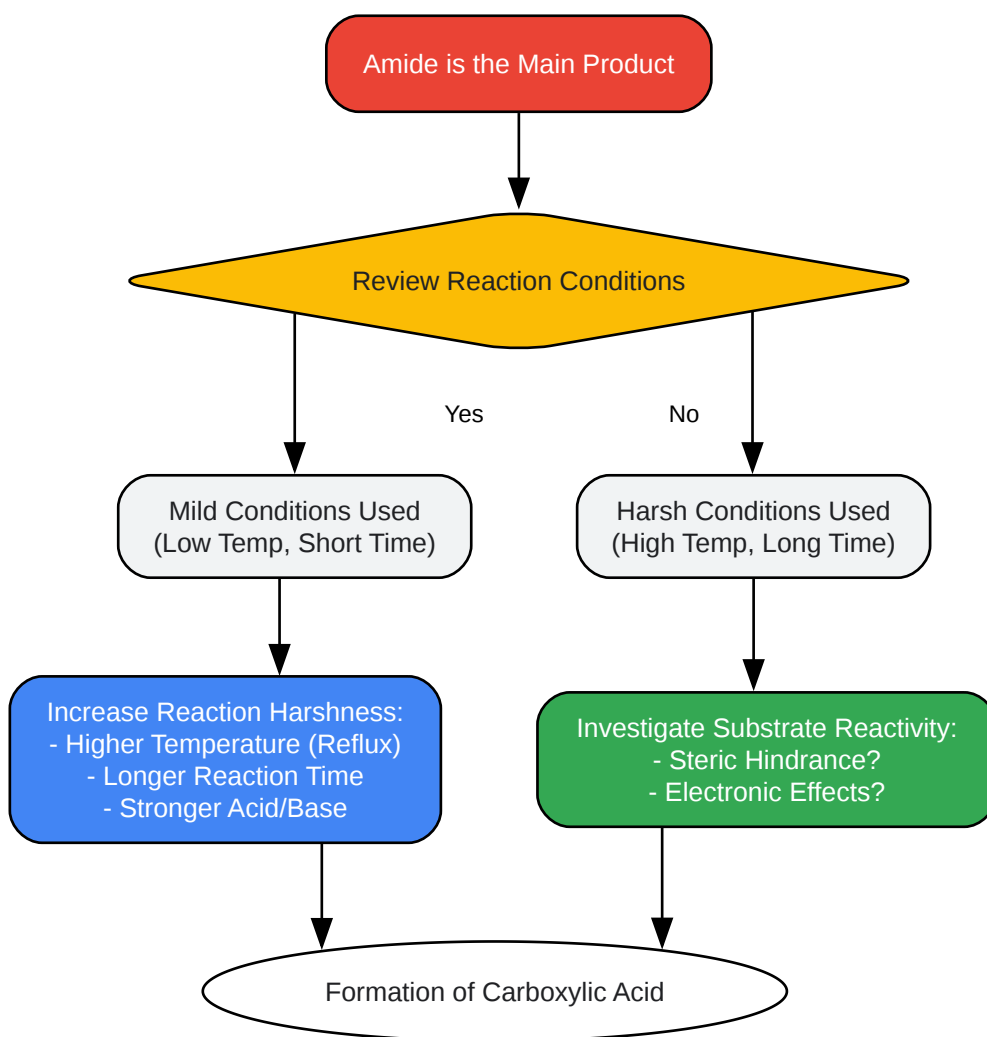 Amide is the Main Product
Review Reaction Conditions
Yes
No
Mild Conditions Used
(Low Temp, Short Time)
Harsh Conditions Used
(High Temp, Long Time)
Increase Reaction Harshness:
- Higher Temperature (Reflux)
- Longer Reaction Time
- Stronger Acid/Base
Investigate Substrate Reactivity:
- Steric Hindrance?
- Electronic Effects?
Formation of Carboxylic Acid